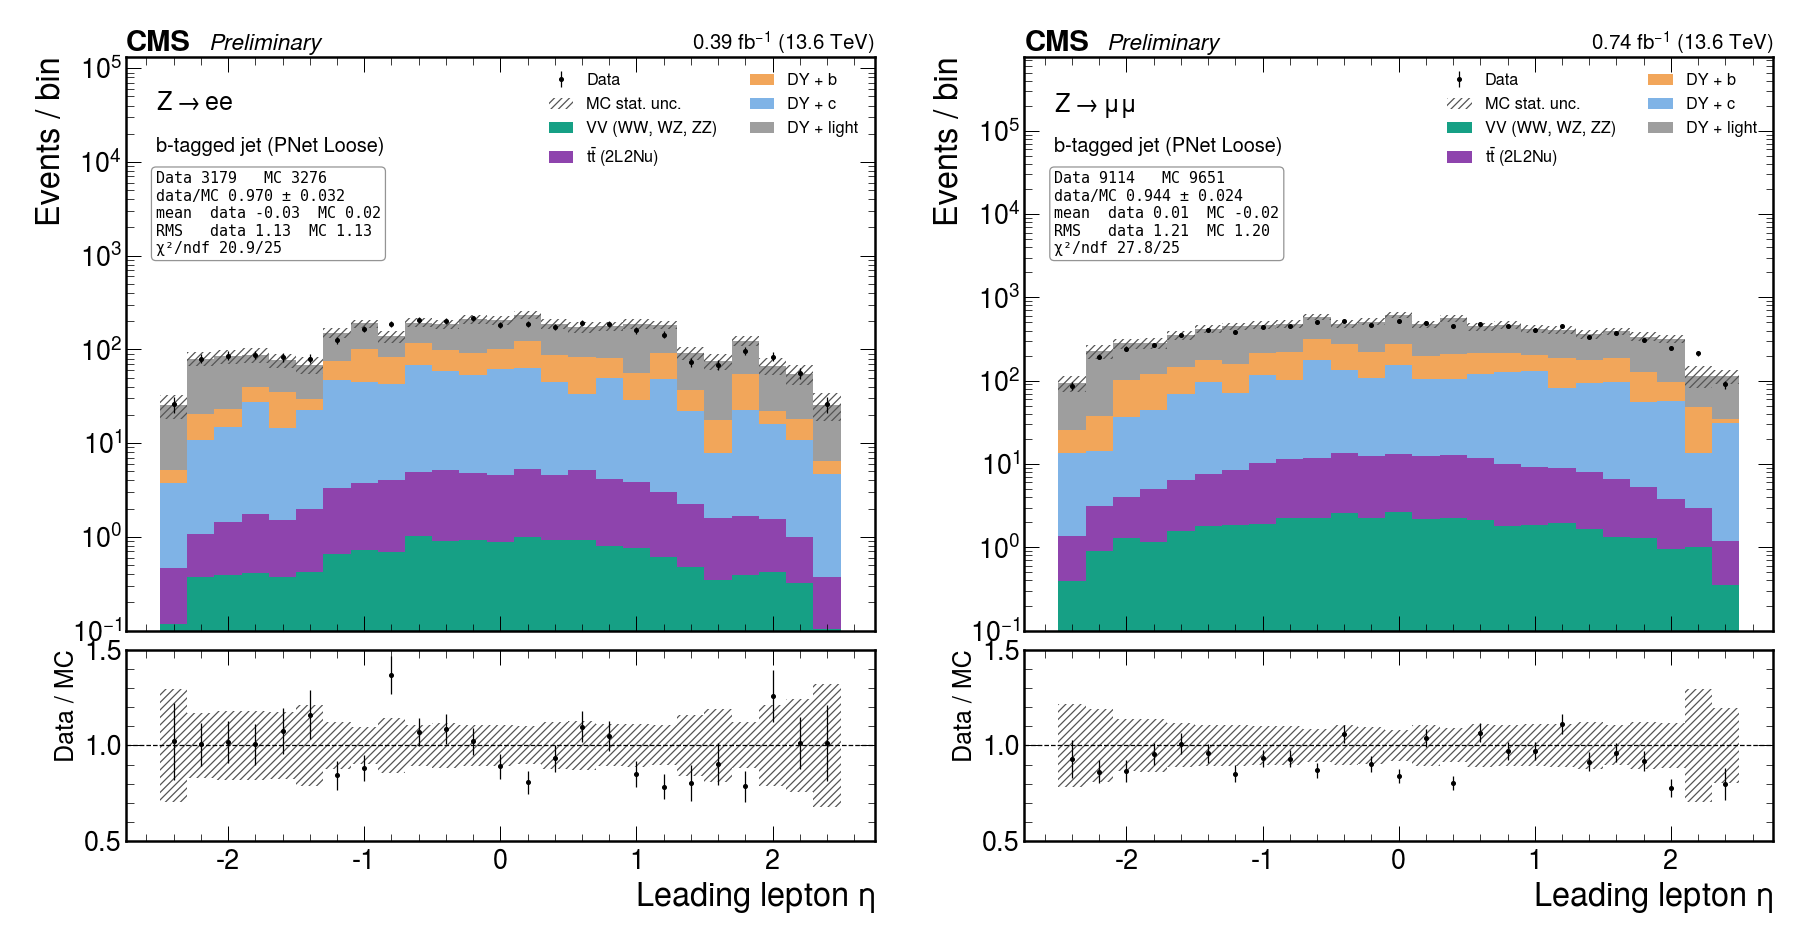 CMS Preliminary 0.39 fb⁻¹ (13.6 TeV)
Events / bin
10⁵
10⁴
10³
10²
10¹
10⁰
10⁻¹
Z → ee
b-tagged jet (PNet Loose)
Data 3179 MC 3276
data/MC 0.970 ± 0.032
mean data -0.03 MC 0.02
RMS data 1.13 MC 1.13
χ²/ndf 20.9/25
Data
MC stat. unc.
VV (WW, WZ, ZZ)
tt̄ (2L2Nu)
DY + b
DY + c
DY + light
Data / MC
1.5
1.0
0.5
-2 -1 0 1 2
Leading lepton η
CMS Preliminary 0.74 fb⁻¹ (13.6 TeV)
Events / bin
10⁵
10⁴
10³
10²
10¹
10⁰
10⁻¹
Z → μμ
b-tagged jet (PNet Loose)
Data 9114 MC 9651
data/MC 0.944 ± 0.024
mean data 0.01 MC -0.02
RMS data 1.21 MC 1.20
χ²/ndf 27.8/25
Data
MC stat. unc.
VV (WW, WZ, ZZ)
tt̄ (2L2Nu)
DY + b
DY + c
DY + light
Data / MC
1.5
1.0
0.5
-2 -1 0 1 2
Leading lepton η